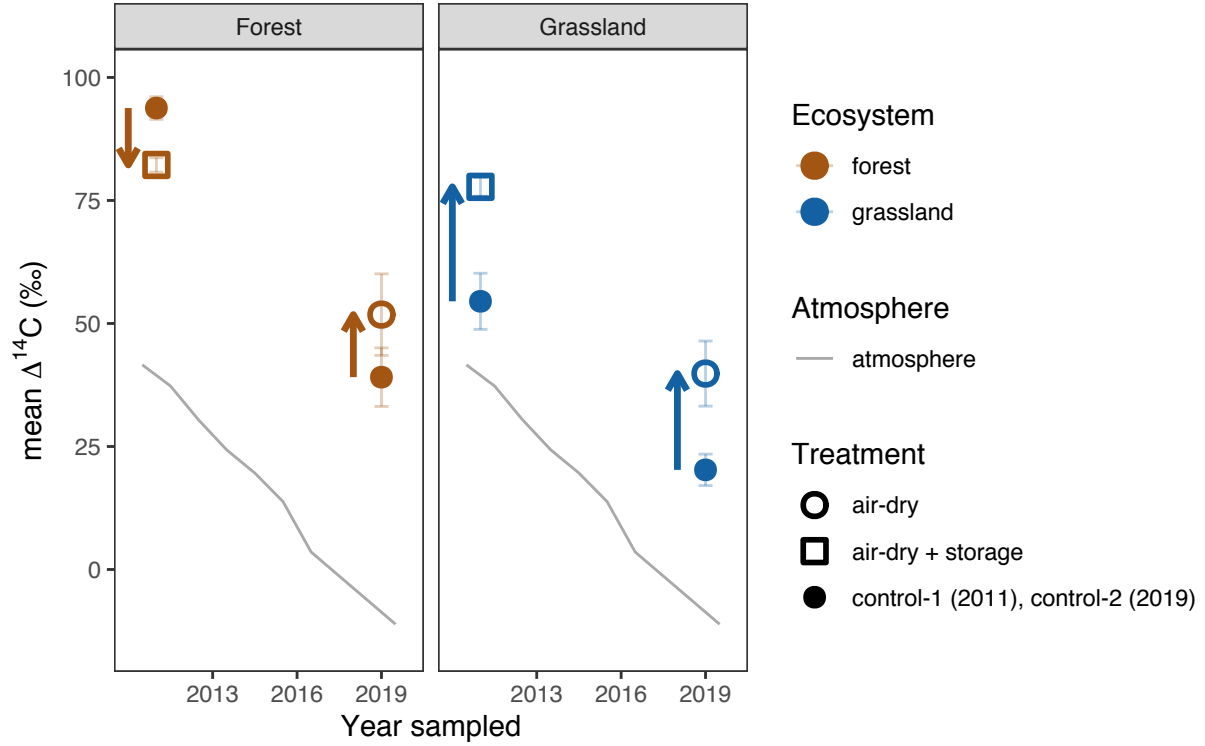 Forest
Grassland
mean Δ¹⁴C (‰)
100
75
50
25
0
2013
2016
2019
2013
2016
2019
Year sampled
Ecosystem
forest
grassland
Atmosphere
atmosphere
Treatment
air-dry
air-dry + storage
control-1 (2011), control-2 (2019)